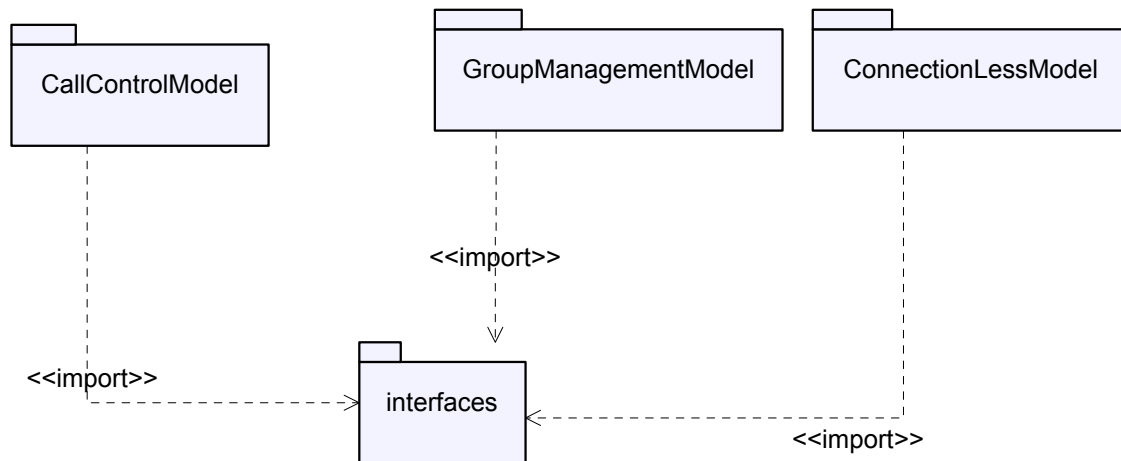 CallControlModel
GroupManagementModel
ConnectionLessModel
<<import>>
<<import>>
interfaces
<<import>>